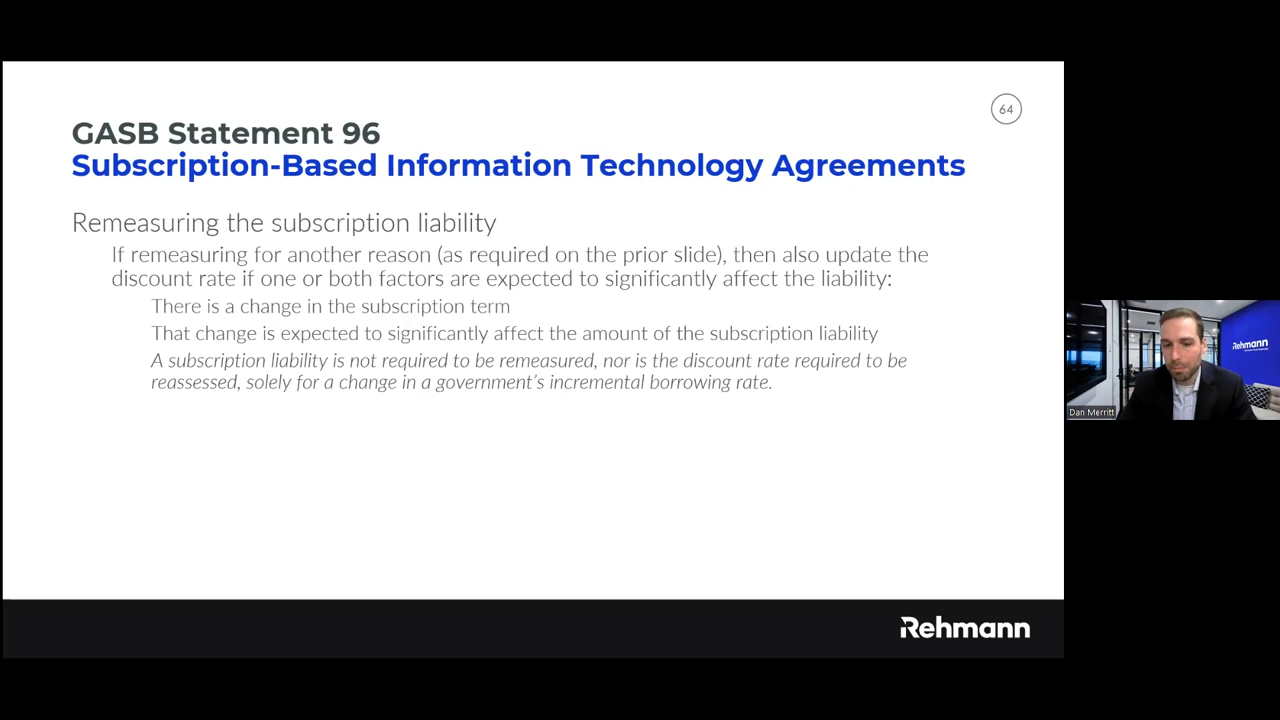 64
GASB Statement 96
Subscription-Based Information Technology Agreements
Remeasuring the subscription liability
If remeasuring for another reason (as required on the prior slide), then also update the
discount rate if one or both factors are expected to significantly affect the liability:
There is a change in the subscription term
That change is expected to significantly affect the amount of the subscription liability
A subscription liability is not required to be remeasured, nor is the discount rate required to be
reassessed, solely for a change in a government’s incremental borrowing rate.
Rehmann
Rehmann
Dan Merritt